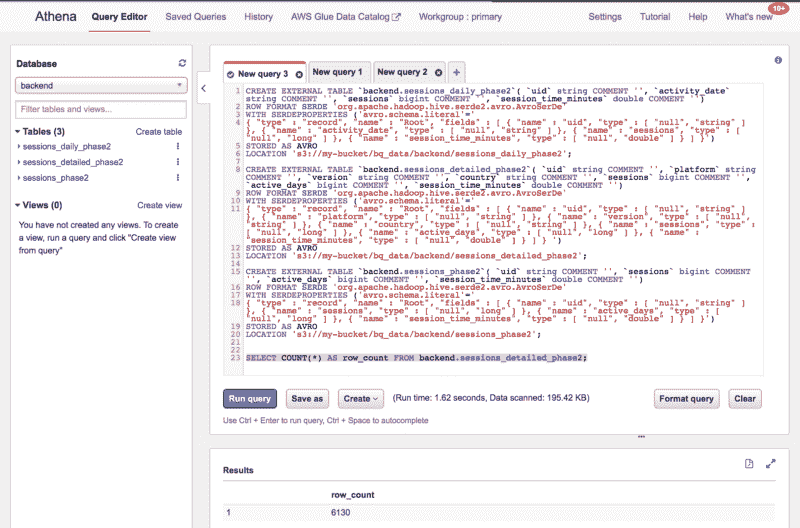 Athena Query Editor Saved Queries History AWS Glue Data Catalog Workgroup : primary Settings Tutorial Help What's new 10+
Database
backend
Filter tables and views...
Tables (3) Create table
sessions_daily_phase2
sessions_detailed_phase2
sessions_phase2
Views (0) Create view
You have not created any views. To create
a view, run a query and click "Create view
from query"
New query 3 New query 1 New query 2 +
1 CREATE EXTERNAL TABLE `backend.sessions_daily_phase2`( `uid` string COMMENT '', `activity_date`
string COMMENT '', `sessions` bigint COMMENT '', `session_time_minutes` double COMMENT '')
2 ROW FORMAT SERDE 'org.apache.hadoop.hive.serde2.avro.AvroSerDe'
3 WITH SERDEPROPERTIES ('avro.schema.literal'='
4 { "type" : "record", "name" : "Root", "fields" : [ { "name" : "uid", "type" : [ "null", "string" ]
}, { "name" : "activity_date", "type" : [ "null", "string" ] }, { "name" : "sessions", "type" : [
"null", "long" ] }, { "name" : "session_time_minutes", "type" : [ "null", "double" ] } ] }')
5 STORED AS AVRO
6 LOCATION 's3://my-bucket/bq_data/backend/sessions_daily_phase2';
7
8 CREATE EXTERNAL TABLE `backend.sessions_detailed_phase2`( `uid` string COMMENT '', `platform` string
COMMENT '', `version` string COMMENT '', `country` string COMMENT '', `sessions` bigint COMMENT '',
`active_days` bigint COMMENT '', `session_time_minutes` double COMMENT '')
9 ROW FORMAT SERDE 'org.apache.hadoop.hive.serde2.avro.AvroSerDe'
10 WITH SERDEPROPERTIES ('avro.schema.literal'='
11 { "type" : "record", "name" : "Root", "fields" : [ { "name" : "uid", "type" : [ "null", "string" ]
}, { "name" : "platform", "type" : [ "null", "string" ] }, { "name" : "version", "type" : [ "null",
"string" ] }, { "name" : "country", "type" : [ "null", "string" ] }, { "name" : "sessions", "type" :
[ "null", "long" ] }, { "name" : "active_days", "type" : [ "null", "long" ] }, { "name" :
"session_time_minutes", "type" : [ "null", "double" ] } ] }')
12 STORED AS AVRO
13 LOCATION 's3://my-bucket/bq_data/backend/sessions_detailed_phase2';
14
15 CREATE EXTERNAL TABLE `backend.sessions_phase2`( `uid` string COMMENT '', `sessions` bigint COMMENT
'', `active_days` bigint COMMENT '', `session_time_minutes` double COMMENT '')
16 ROW FORMAT SERDE 'org.apache.hadoop.hive.serde2.avro.AvroSerDe'
17 WITH SERDEPROPERTIES ('avro.schema.literal'='
18 { "type" : "record", "name" : "Root", "fields" : [ { "name" : "uid", "type" : [ "null", "string" ]
}, { "name" : "sessions", "type" : [ "null", "long" ] }, { "name" : "active_days", "type" : [
"null", "long" ] }, { "name" : "session_time_minutes", "type" : [ "null", "double" ] } ] }')
19 STORED AS AVRO
20 LOCATION 's3://my-bucket/bq_data/backend/sessions_phase2';
21
22
23 SELECT COUNT(*) AS row_count FROM backend.sessions_detailed_phase2;
Run query Save as Create (Run time: 1.62 seconds, Data scanned: 195.42 KB) Format query Clear
Use Ctrl + Enter to run query, Ctrl + Space to autocomplete
Results
row_count
1 6130